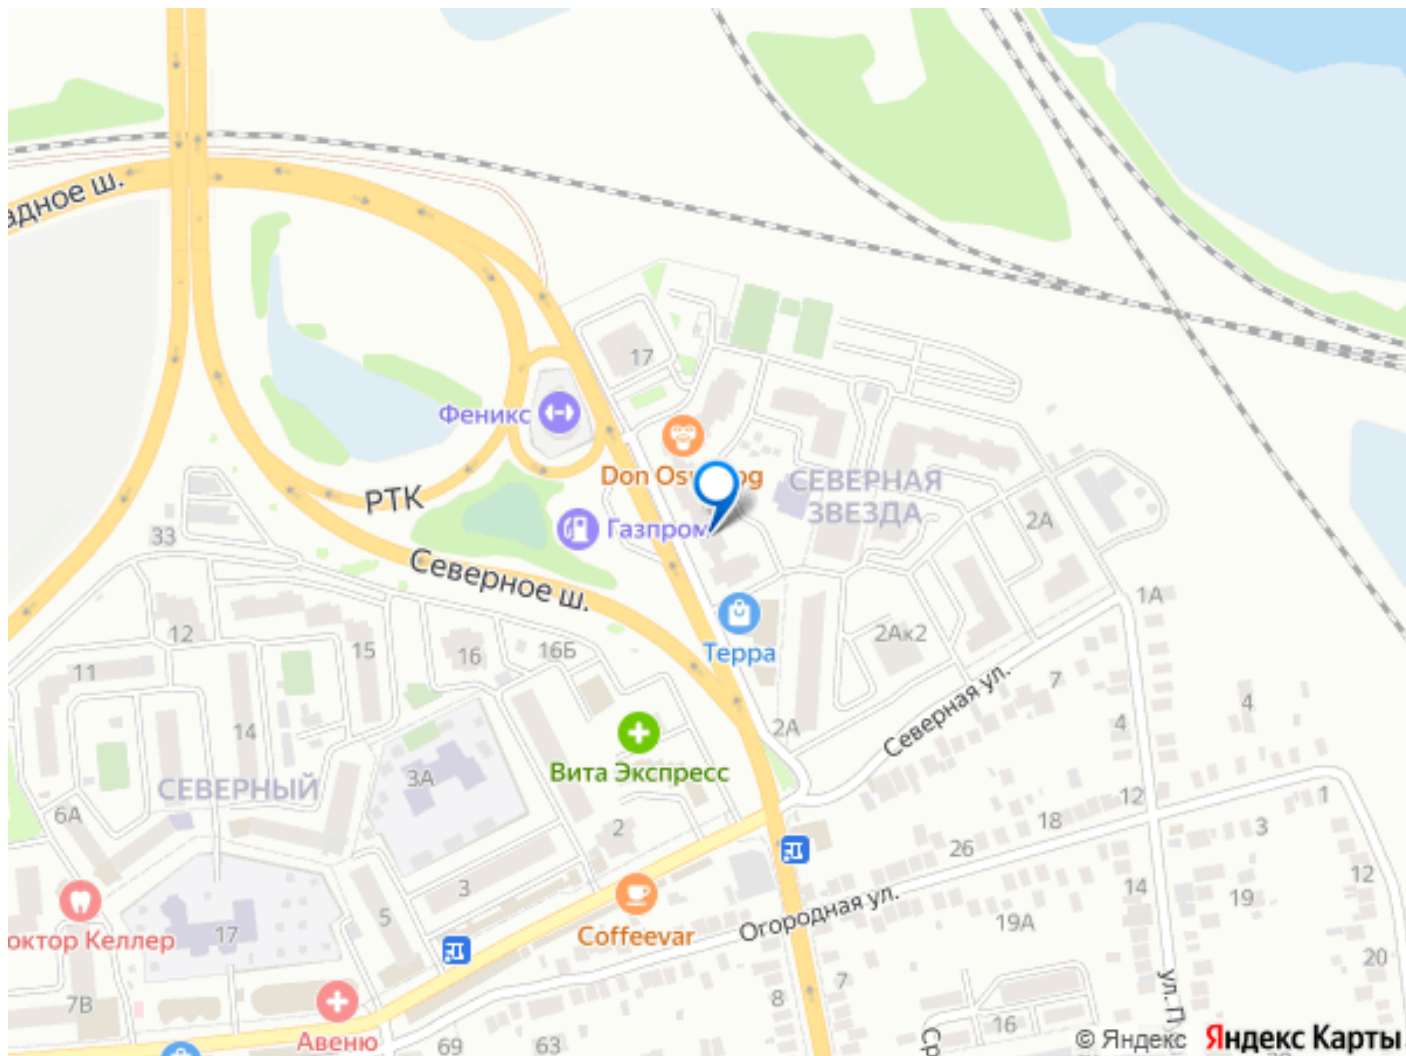 адное ш.
17
Феникс
Don Osu
og
СЕВЕРНАЯ
ЗВЕЗДА
РТК
Газпром
2А
33
Северное ш.
1А
12
15
16
16Б
Терра
2Ак2
11
7
14
2А
Северная ул.
4
4
Вита Экспресс
СЕВЕРНЫЙ
3А
12
1
6А
2
18
3
26
12
3
14
5
19
17
Coffeevar
Огородная ул.
19А
октор Келлер
20
7В
7
8
ул. П
Авеню
69
63
16
Ср
© Яндекс
Яндекс Карты